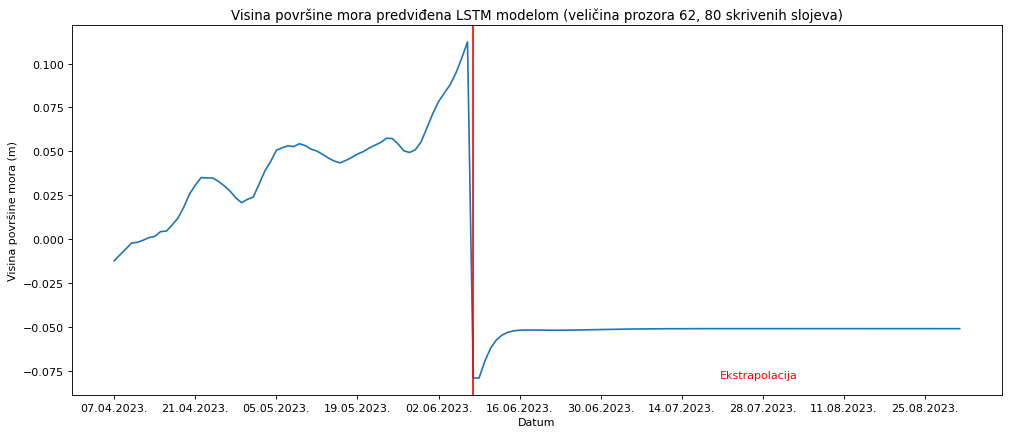 Visina površine mora predviđena LSTM modelom (veličina prozora 62, 80 skrivenih slojeva)
Visina površine mora (m)
0.100
0.075
0.050
0.025
0.000
−0.025
−0.050
−0.075
Ekstrapolacija
07.04.2023. 21.04.2023. 05.05.2023. 19.05.2023. 02.06.2023. 16.06.2023. 30.06.2023. 14.07.2023. 28.07.2023. 11.08.2023. 25.08.2023.
Datum